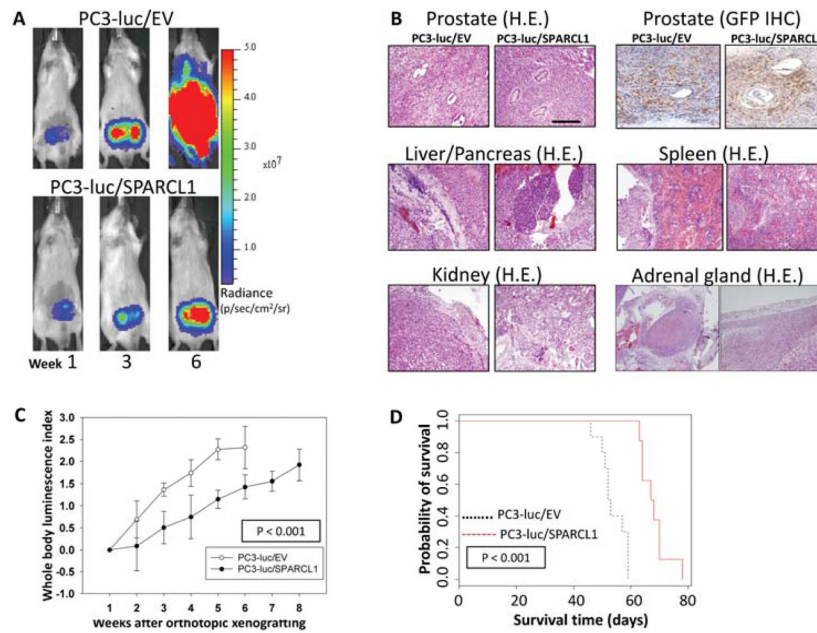 A
PC3-luc/EV
PC3-luc/SPARCL1
Week 1 3 6
5.0
4.0
3.0
x10⁷
2.0
1.0
Radiance
(p/sec/cm²/sr)
B
Prostate (H.E.)
PC3-luc/EV PC3-luc/SPARCL1
Prostate (GFP IHC)
PC3-luc/EV PC3-luc/SPARCL
Liver/Pancreas (H.E.)
Spleen (H.E.)
Kidney (H.E.)
Adrenal gland (H.E.)
C
Whole body luminescence index
3.0
2.5
2.0
1.5
1.0
0.5
0.0
-0.5
-1.0
P < 0.001
PC3-luc/EV
PC3-luc/SPARCL1
1 2 3 4 5 6 7 8
Weeks after orthotopic xenografting
D
Probability of survival
1.0
0.8
0.6
0.4
0.2
0.0
PC3-luc/EV
PC3-luc/SPARCL1
P < 0.001
0 20 40 60 80
Survival time (days)